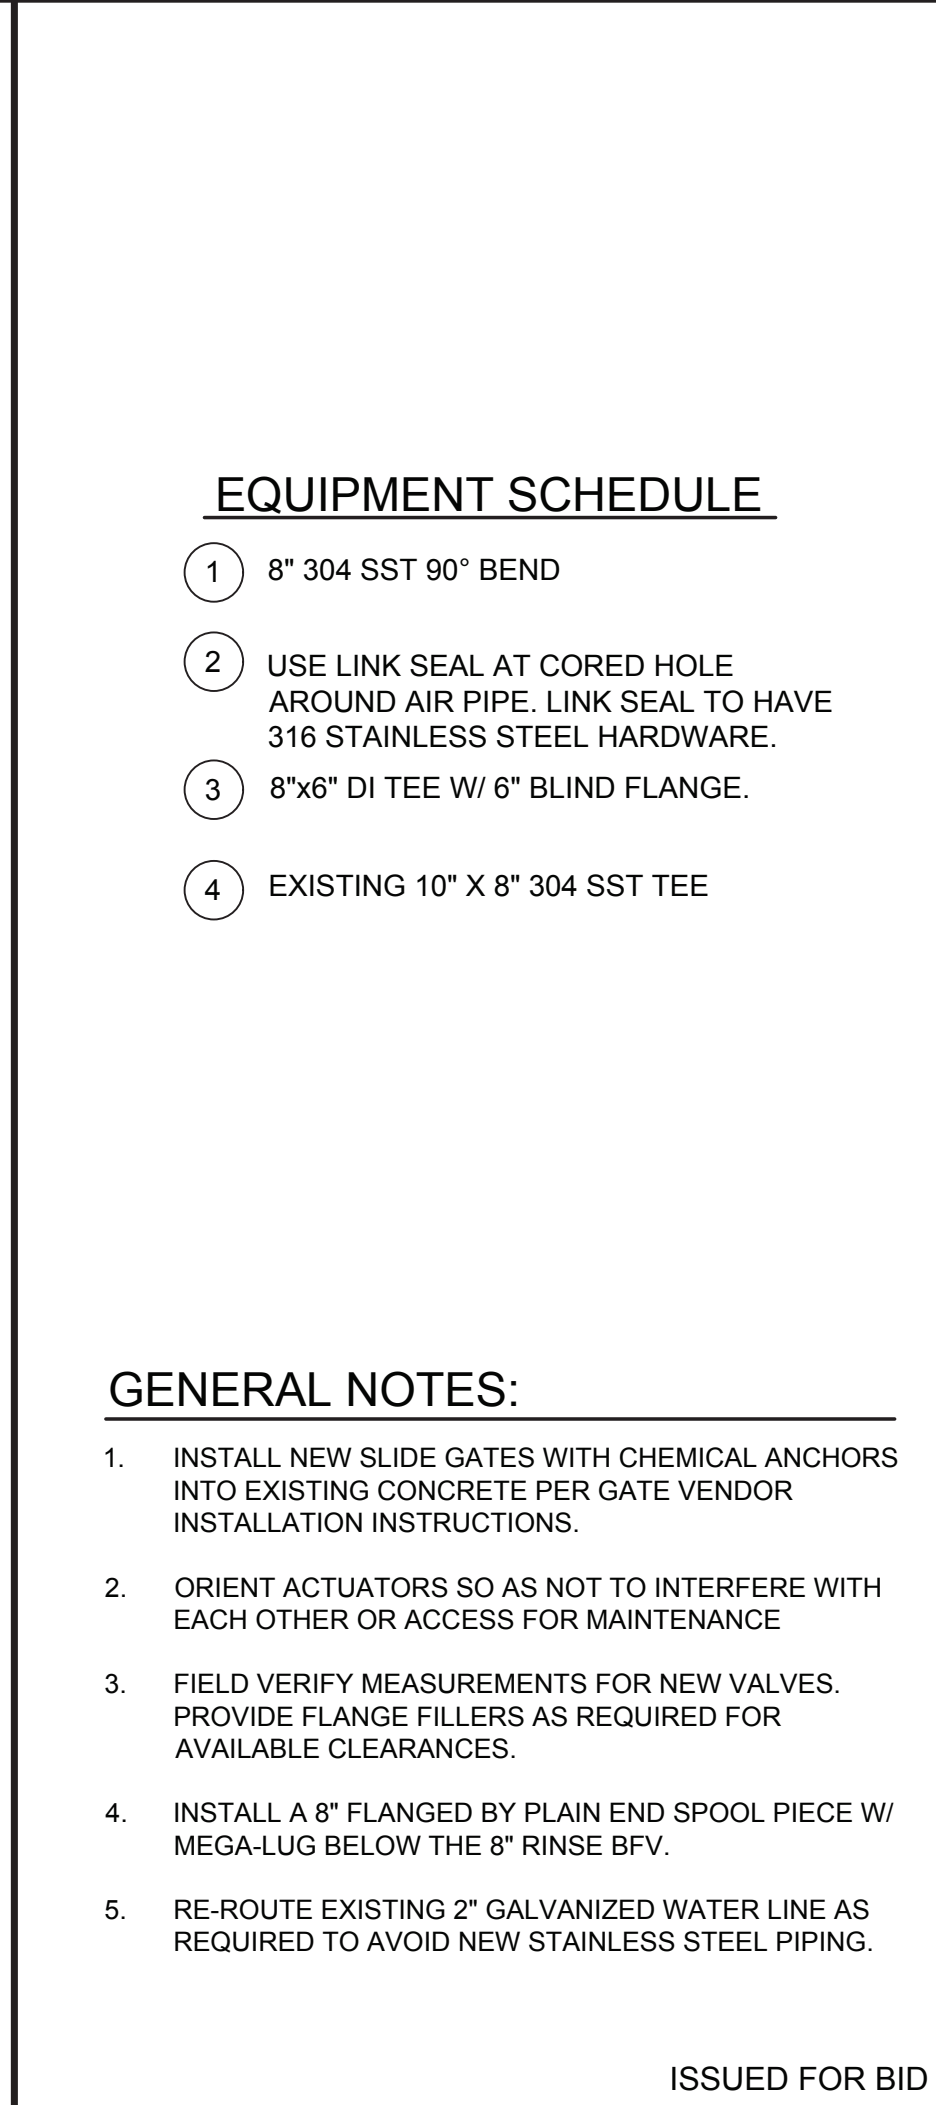 EQUIPMENT SCHEDULE
1 8" 304 SST 90° BEND
2 USE LINK SEAL AT CORED HOLE
AROUND AIR PIPE. LINK SEAL TO HAVE
316 STAINLESS STEEL HARDWARE.
3 8"x6" DI TEE W/ 6" BLIND FLANGE.
4 EXISTING 10" X 8" 304 SST TEE
GENERAL NOTES:
1. INSTALL NEW SLIDE GATES WITH CHEMICAL ANCHORS
INTO EXISTING CONCRETE PER GATE VENDOR
INSTALLATION INSTRUCTIONS.
2. ORIENT ACTUATORS SO AS NOT TO INTERFERE WITH
EACH OTHER OR ACCESS FOR MAINTENANCE
3. FIELD VERIFY MEASUREMENTS FOR NEW VALVES.
PROVIDE FLANGE FILLERS AS REQUIRED FOR
AVAILABLE CLEARANCES.
4. INSTALL A 8" FLANGED BY PLAIN END SPOOL PIECE W/
MEGA-LUG BELOW THE 8" RINSE BFV.
5. RE-ROUTE EXISTING 2" GALVANIZED WATER LINE AS
REQUIRED TO AVOID NEW STAINLESS STEEL PIPING.
ISSUED FOR BID